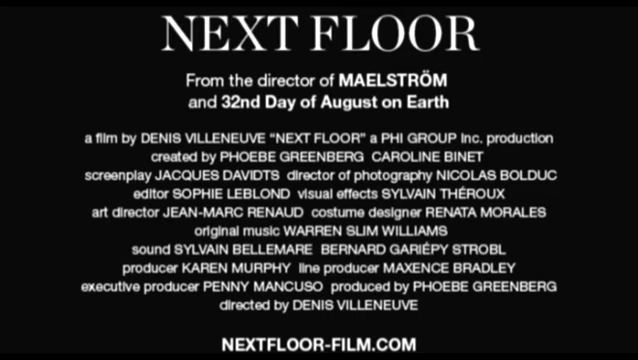 NEXT FLOOR
From the director of MAELSTRÖM
and 32nd Day of August on Earth
a film by DENIS VILLENEUVE "NEXT FLOOR" a PHI GROUP Inc. production
created by PHOEBE GREENBERG CAROLINE BINET
screenplay JACQUES DAVIDTS director of photography NICOLAS BOLDUC
editor SOPHIE LEBLOND visual effects SYLVAIN THÉROUX
art director JEAN-MARC RENAUD costume designer RENATA MORALES
original music WARREN SLIM WILLIAMS
sound SYLVAIN BELLEMARE BERNARD GARIÉPY STROBL
producer KAREN MURPHY line producer MAXENCE BRADLEY
executive producer PENNY MANCUSO produced by PHOEBE GREENBERG
directed by DENIS VILLENEUVE
NEXTFLOOR-FILM.COM